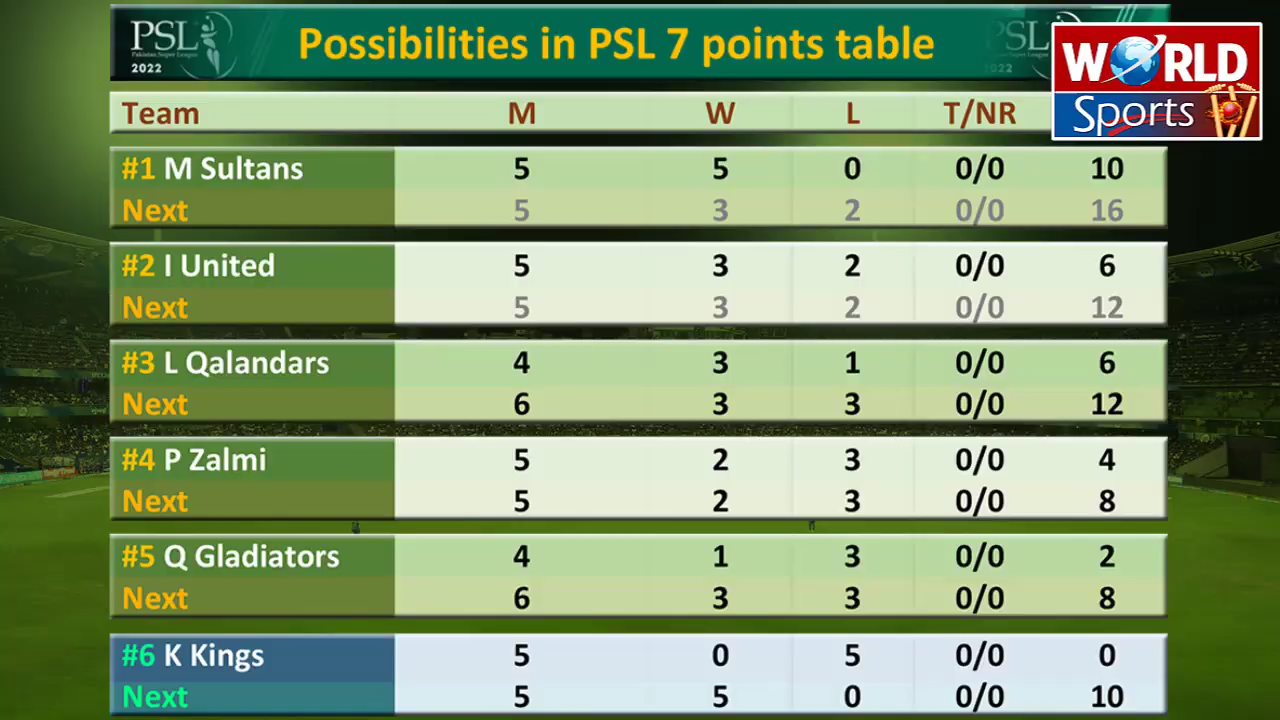 PSL
Pakistan Super League
2022
Possibilities in PSL 7 points table
PSL
2022
WORLD
Sports
Team M W L T/NR
#1 M Sultans 5 5 0 0/0 10
Next 5 3 2 0/0 16
#2 I United 5 3 2 0/0 6
Next 5 3 2 0/0 12
#3 L Qalandars 4 3 1 0/0 6
Next 6 3 3 0/0 12
#4 P Zalmi 5 2 3 0/0 4
Next 5 2 3 0/0 8
#5 Q Gladiators 4 1 3 0/0 2
Next 6 3 3 0/0 8
#6 K Kings 5 0 5 0/0 0
Next 5 5 0 0/0 10